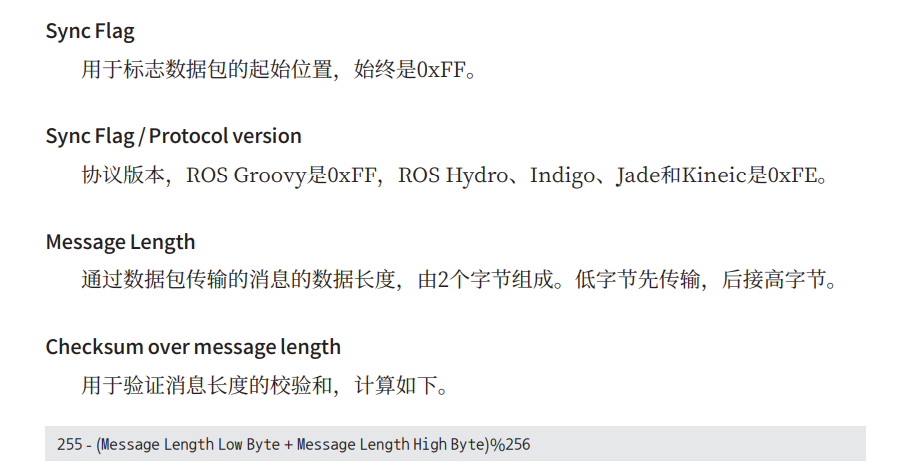 Sync Flag
用于标志数据包的起始位置，始终是0xFF。
Sync Flag / Protocol version
协议版本，ROS Groovy是0xFF，ROS Hydro、Indigo、Jade和Kineic是0xFE。
Message Length
通过数据包传输的消息的数据长度，由2个字节组成。低字节先传输，后接高字节。
Checksum over message length
用于验证消息长度的校验和，计算如下。
255 - (Message Length Low Byte + Message Length High Byte)%256